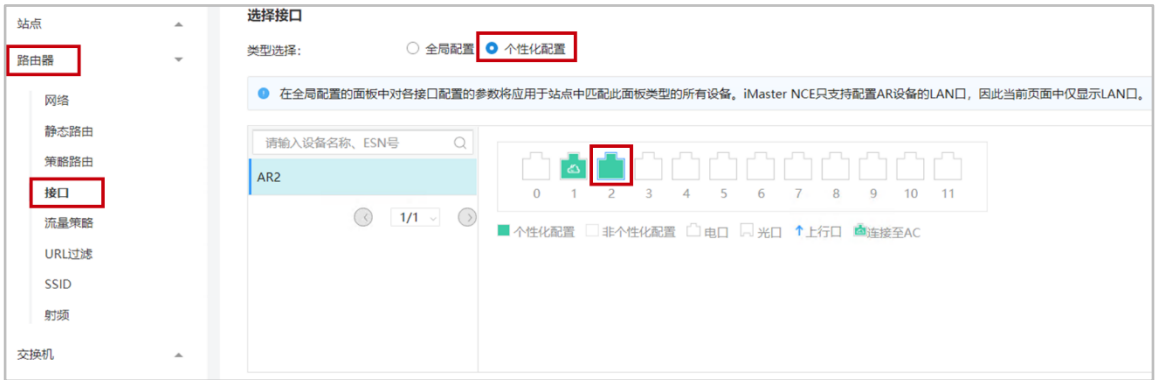 站点
路由器
网络
静态路由
策略路由
接口
流量策略
URL过滤
SSID
射频
交换机
选择接口
类型选择: 全局配置 个性化配置
在全局配置的面板中对各接口配置的参数将应用于站点中匹配此面板类型的所有设备。iMaster NCE只支持配置AR设备的LAN口，因此当前页面中仅显示LAN口。
请输入设备名称、ESN号
AR2
1/1
0 1 2 3 4 5 6 7 8 9 10 11
个性化配置 非个性化配置 电口 光口 上行口 连接至AC